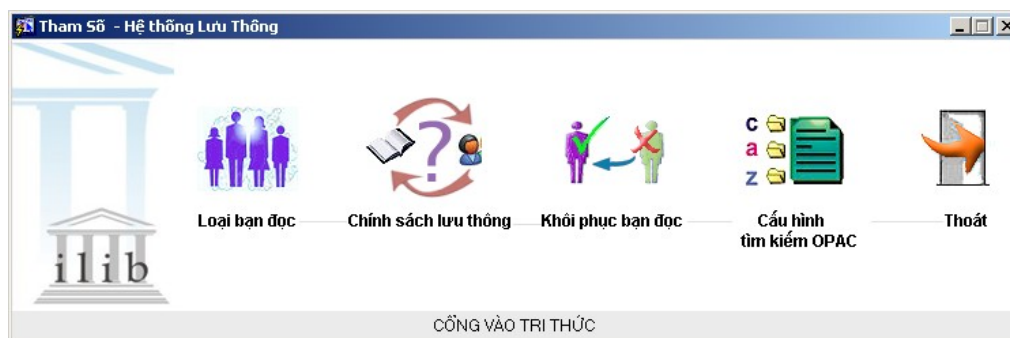 Tham Số - Hệ thống Lưu Thông
c
a
z
Loại bạn đọc
Chính sách lưu thông
Khôi phục bạn đọc
Cấu hình
tìm kiếm OPAC
Thoát
ilib
CỔNG VÀO TRI THỨC